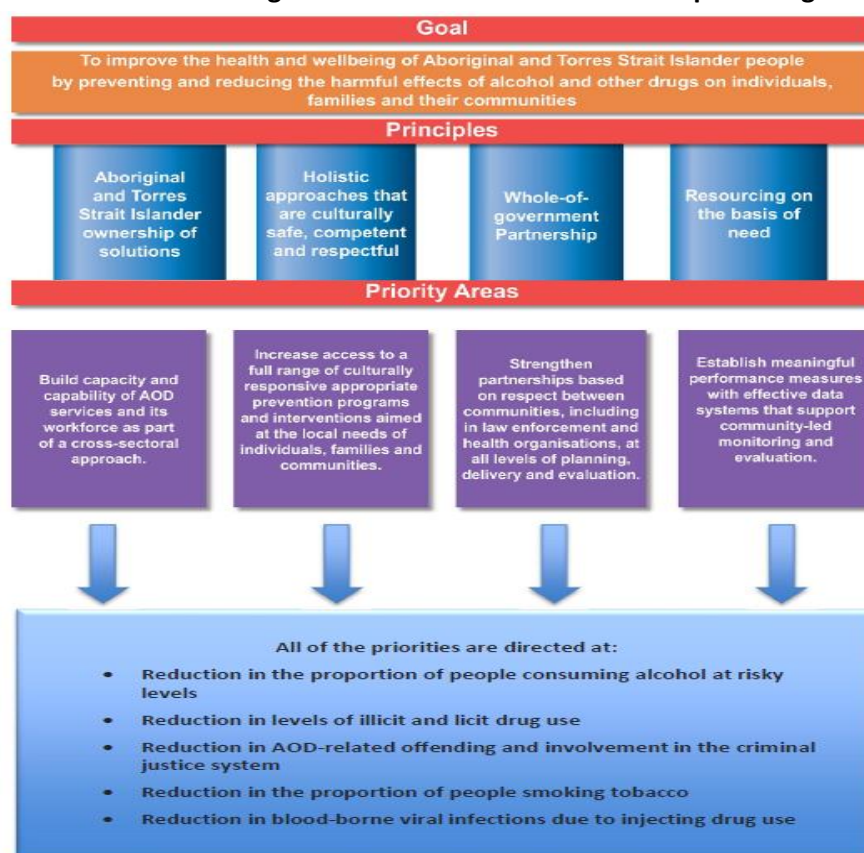 Goal
To improve the health and wellbeing of Aboriginal and Torres Strait Islander people
by preventing and reducing the harmful effects of alcohol and other drugs on individuals,
families and their communities
Principles
Aboriginal
and Torres
Strait Islander
ownership of
solutions
Holistic
approaches that
are culturally
safe, competent
and respectful
Whole-of-
government
Partnership
Resourcing on
the basis of
need
Priority Areas
Build capacity and
capability of AOD
services and its
workforce as part
of a cross-sectoral
approach.
Increase access to a
full range of culturally
responsive appropriate
prevention programs
and interventions aimed
at the local needs of
individuals, families and
communities.
Strengthen
partnerships based
on respect between
communities, including
in law enforcement and
health organisations, at
all levels of planning,
delivery and evaluation.
Establish meaningful
performance measures
with effective data
systems that support
community-led
monitoring and
evaluation.
All of the priorities are directed at:
• Reduction in the proportion of people consuming alcohol at risky
levels
• Reduction in levels of illicit and licit drug use
• Reduction in AOD-related offending and involvement in the criminal
justice system
• Reduction in the proportion of people smoking tobacco
• Reduction in blood-borne viral infections due to injecting drug use